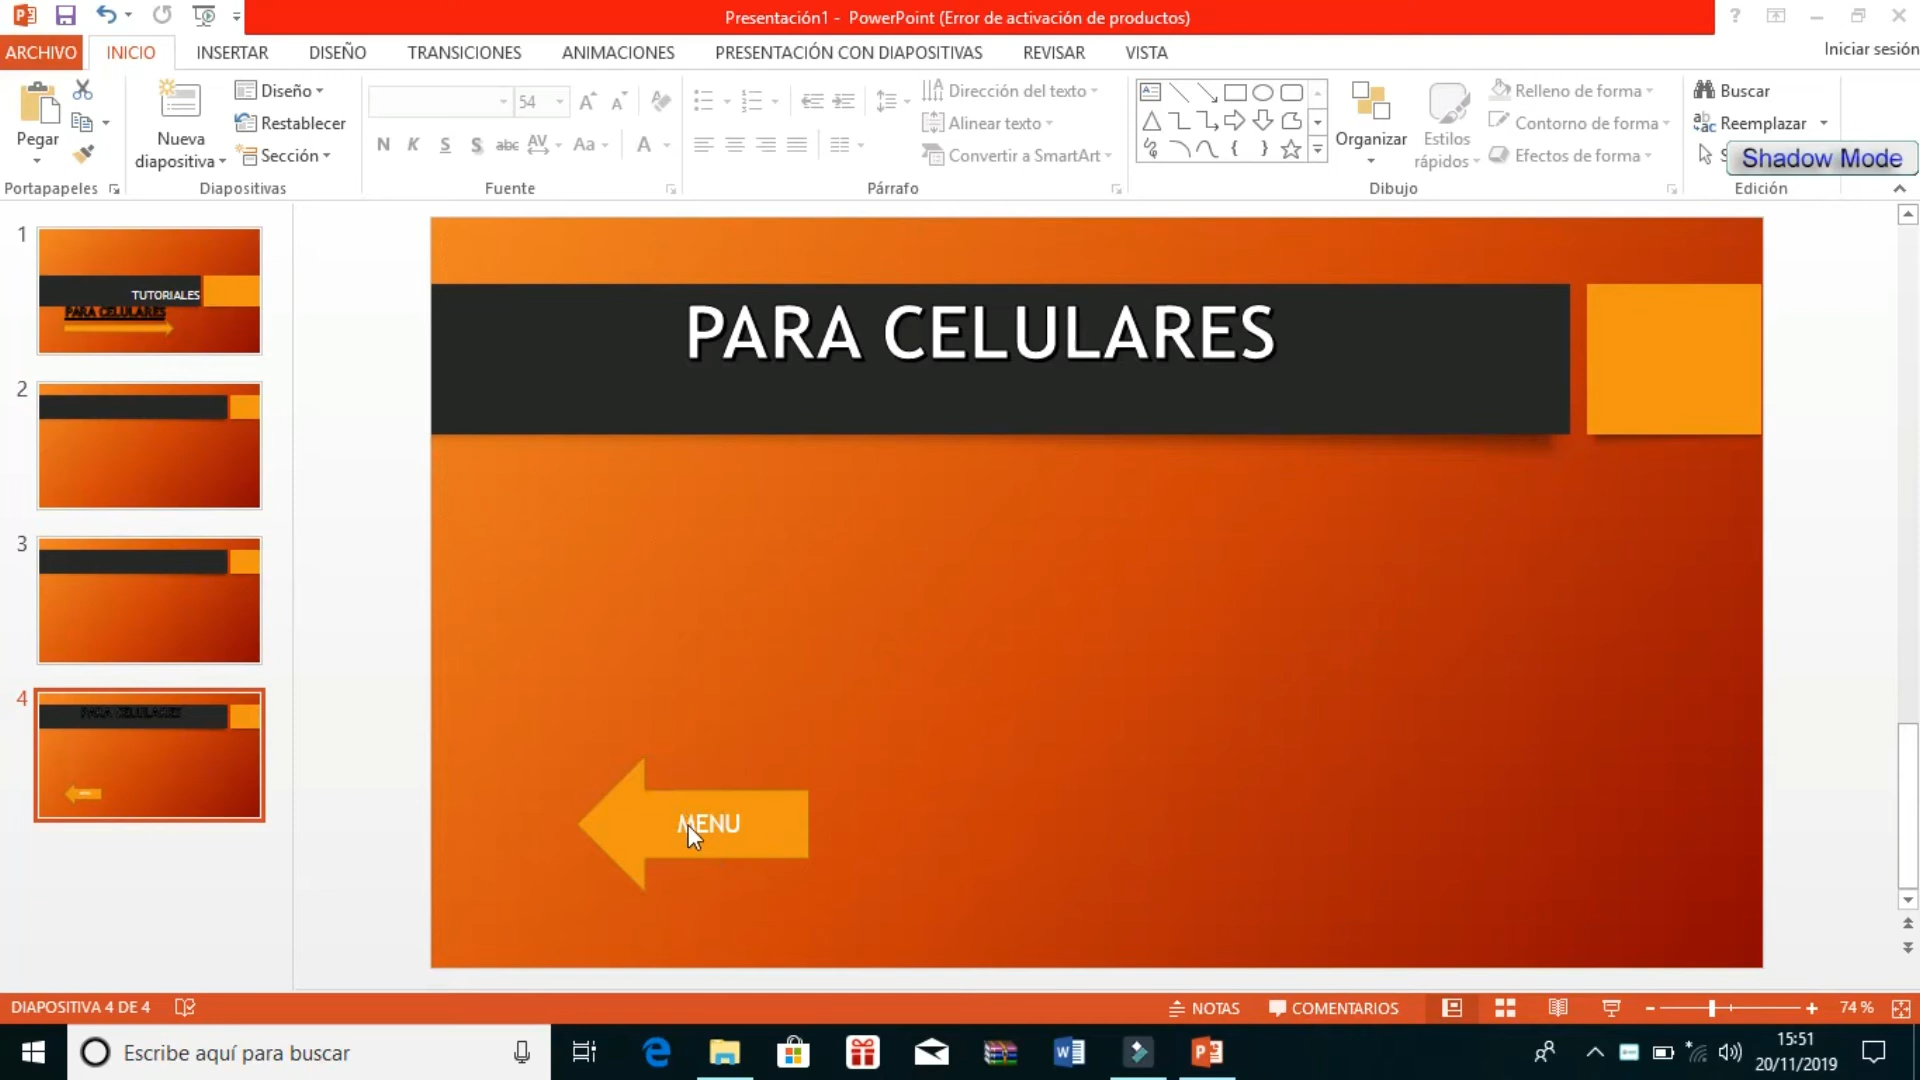 Presentación1 - PowerPoint (Error de activación de productos)
ARCHIVO INICIO INSERTAR DISEÑO TRANSICIONES ANIMACIONES PRESENTACIÓN CON DIAPOSITIVAS REVISAR VISTA Iniciar sesión
Pegar
Nueva diapositiva
Diseño
Restablecer
Sección
54
N K S S abc AV Aa A
Dirección del texto
Alinear texto
Convertir a SmartArt
Organizar
Estilos rápidos
Relleno de forma
Contorno de forma
Efectos de forma
Buscar
Reemplazar
Shadow Mode
Portapapeles Diapositivas Fuente Párrafo Dibujo Edición
1
TUTORIALES
PARA CELULARES
2
3
4
PARA CELULARES
PARA CELULARES
MENU
DIAPOSITIVA 4 DE 4 NOTAS COMENTARIOS 74 %
Escribe aquí para buscar
15:51
20/11/2019